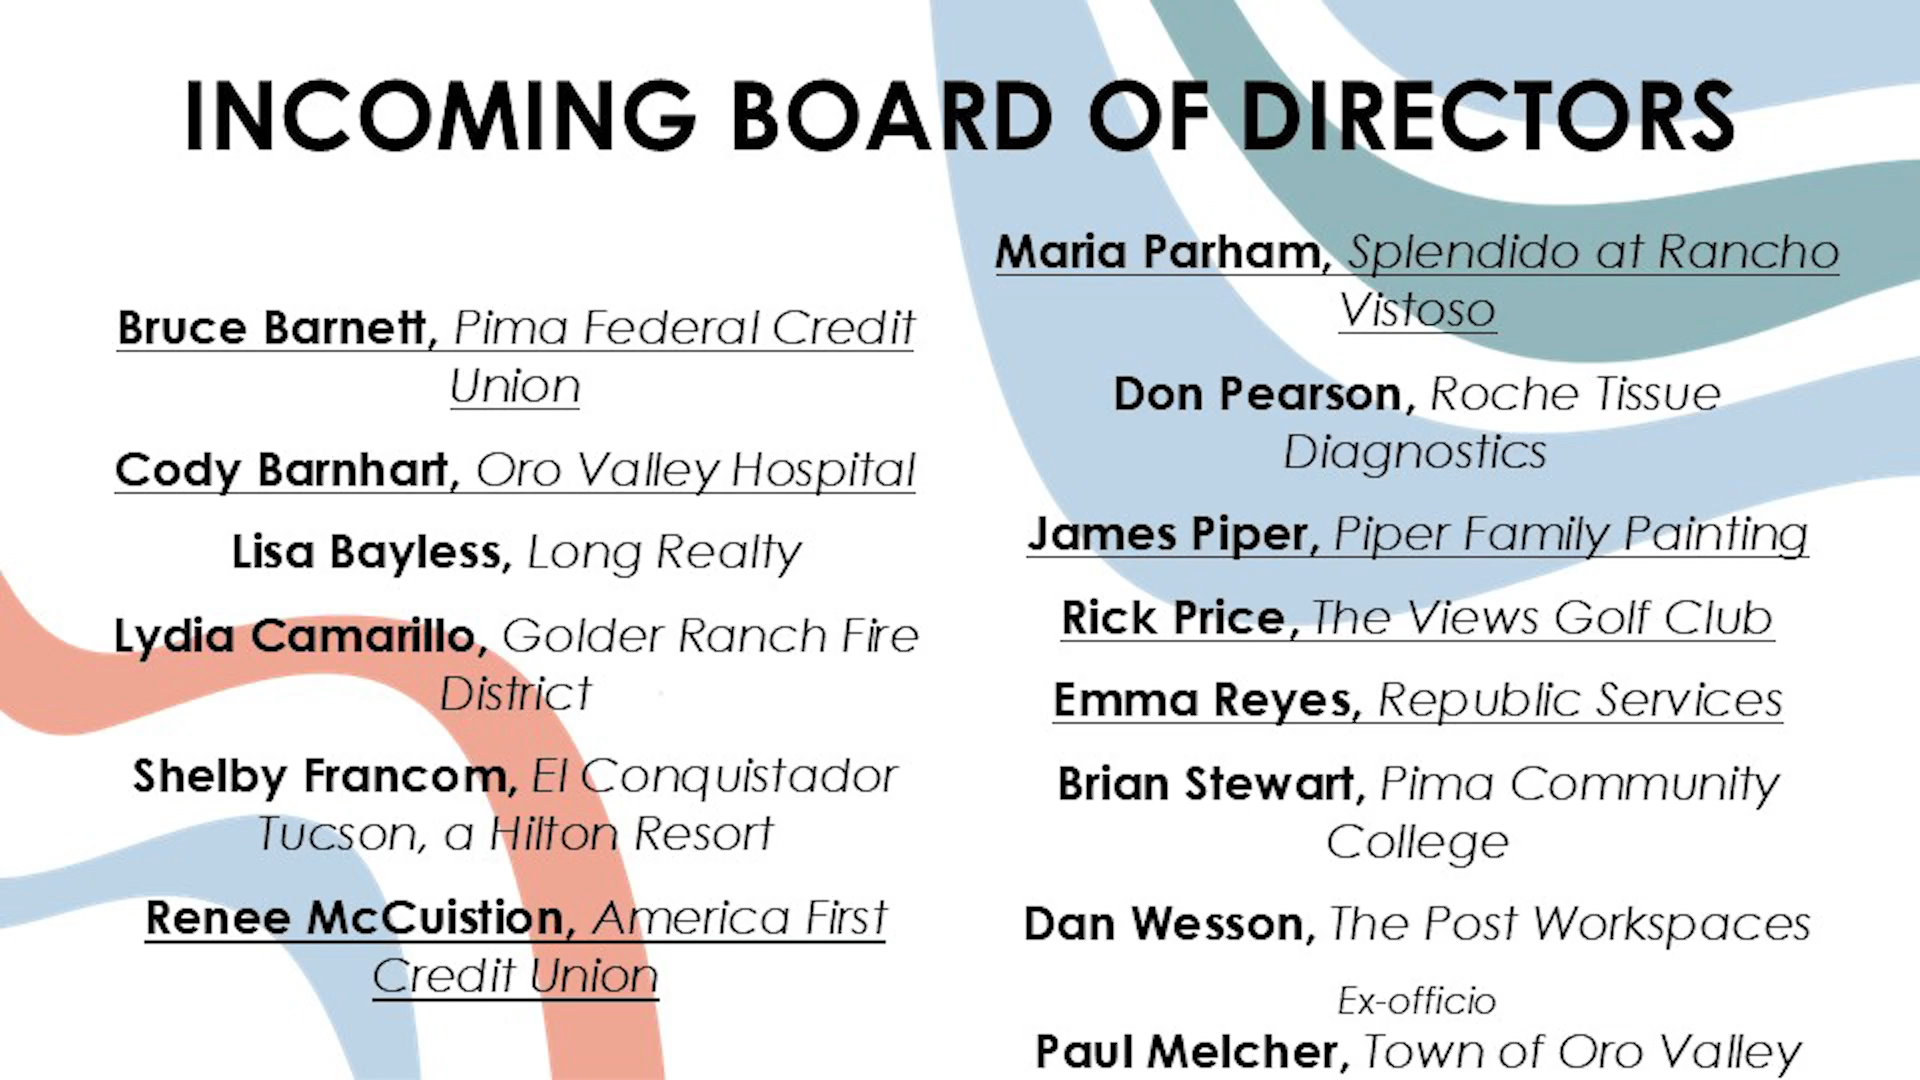 INCOMING BOARD OF DIRECTORS
Bruce Barnett, Pima Federal Credit
Union
Cody Barnhart, Oro Valley Hospital
Lisa Bayless, Long Realty
Lydia Camarillo, Golder Ranch Fire
District
Shelby Francom, El Conquistador
Tucson, a Hilton Resort
Renee McCuistion, America First
Credit Union
Maria Parham, Splendido at Rancho
Vistoso
Don Pearson, Roche Tissue
Diagnostics
James Piper, Piper Family Painting
Rick Price, The Views Golf Club
Emma Reyes, Republic Services
Brian Stewart, Pima Community
College
Dan Wesson, The Post Workspaces
Ex-officio
Paul Melcher, Town of Oro Valley